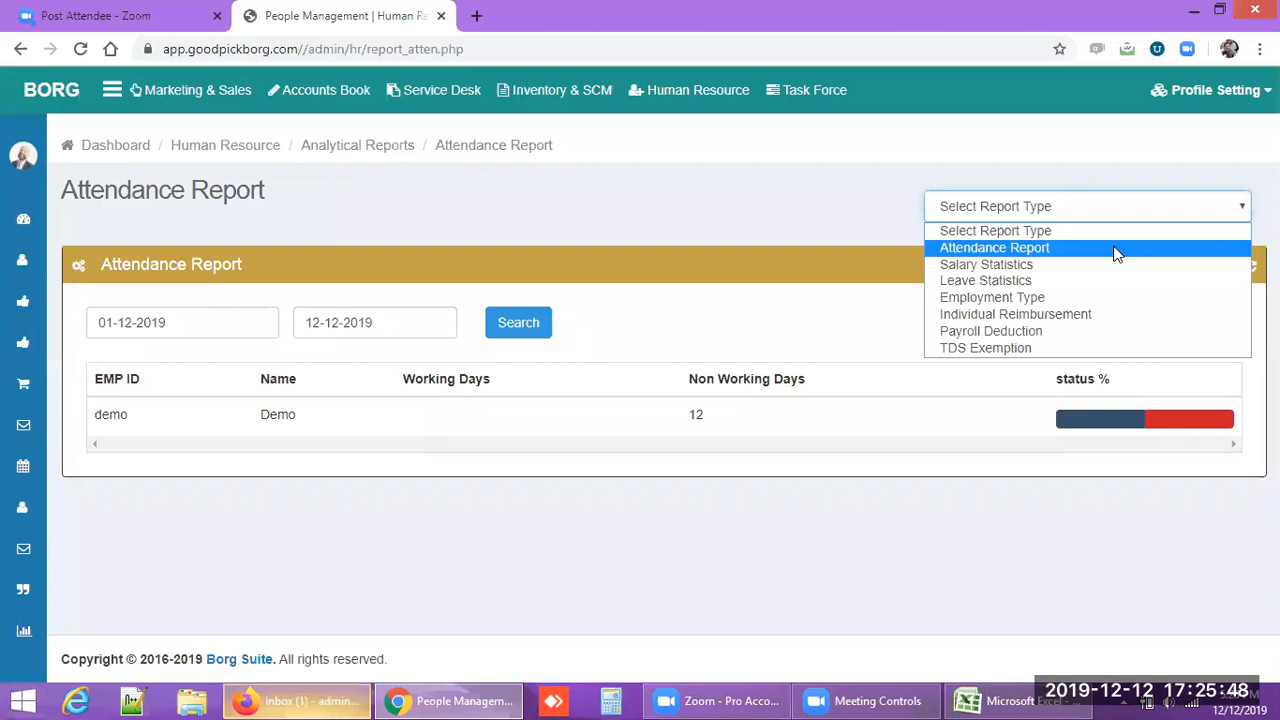 Post Attendee - Zoom
People Management | Human Re
app.goodpickborg.com//admin/hr/report_atten.php
BORG Marketing & Sales Accounts Book Service Desk Inventory & SCM Human Resource Task Force Profile Setting
Dashboard / Human Resource / Analytical Reports / Attendance Report
Attendance Report
Select Report Type
Select Report Type
Attendance Report
Salary Statistics
Leave Statistics
Employment Type
Individual Reimbursement
Payroll Deduction
TDS Exemption
Attendance Report
01-12-2019 12-12-2019 Search
EMP ID Name Working Days Non Working Days status %
demo Demo 12
Copyright © 2016-2019 Borg Suite. All rights reserved.
Inbox (1) - admin... People Managem... Zoom - Pro Acco... Meeting Controls Microsoft Ex
2019-12-12 17:25:48
12/12/2019